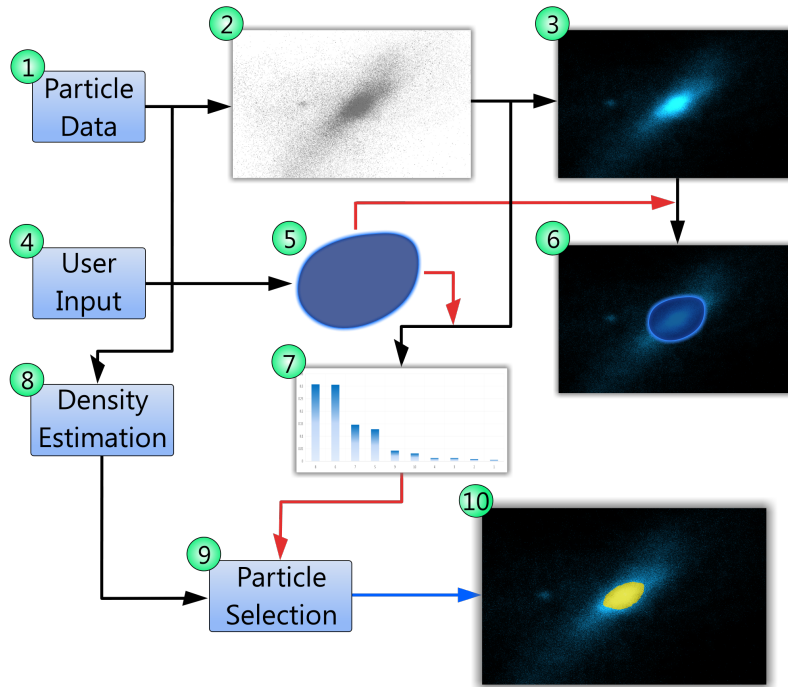 1
Particle
Data
2
3
4
User
Input
5
6
7
8
Density
Estimation
9
Particle
Selection
10